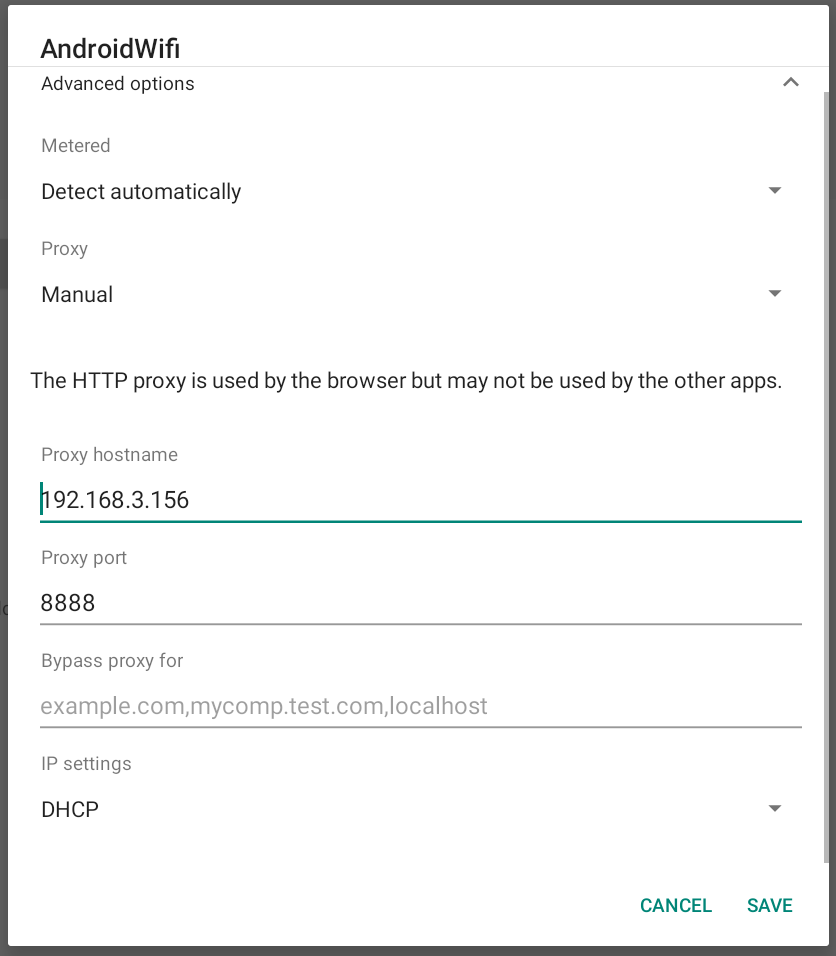 AndroidWifi
Advanced options
Metered
Detect automatically
Proxy
Manual
The HTTP proxy is used by the browser but may not be used by the other apps.
Proxy hostname
192.168.3.156
Proxy port
8888
Bypass proxy for
example.com,mycomp.test.com,localhost
IP settings
DHCP
CANCEL SAVE